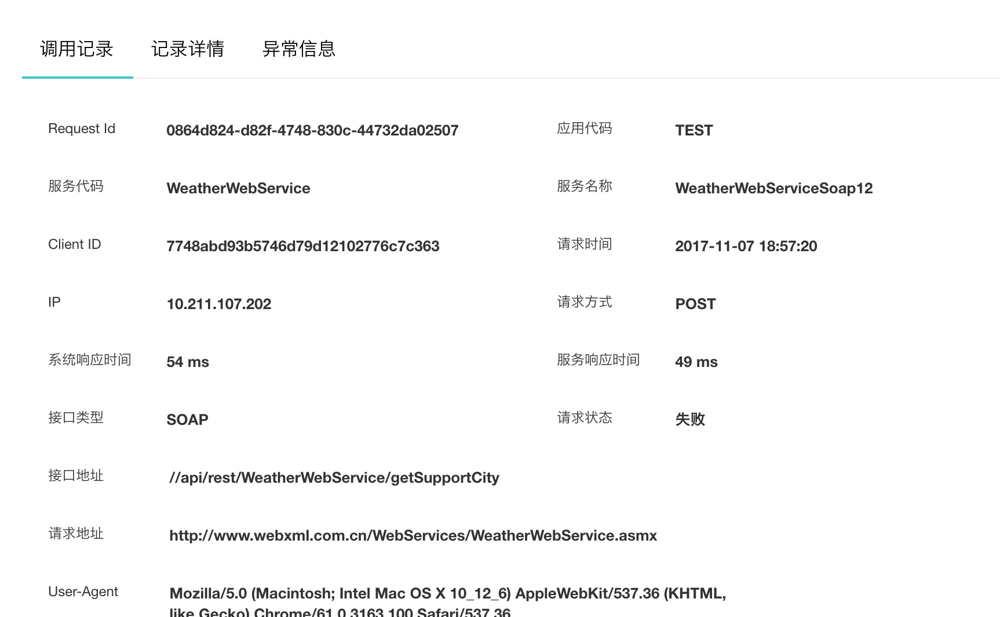 调用记录 记录详情 异常信息
Request Id 0864d824-d82f-4748-830c-44732da02507 应用代码 TEST
服务代码 WeatherWebService 服务名称 WeatherWebServiceSoap12
Client ID 7748abd93b5746d79d12102776c7c363 请求时间 2017-11-07 18:57:20
IP 10.211.107.202 请求方式 POST
系统响应时间 54 ms 服务响应时间 49 ms
接口类型 SOAP 请求状态 失败
接口地址 //api/rest/WeatherWebService/getSupportCity
请求地址 http://www.webxml.com.cn/WebServices/WeatherWebService.asmx
User-Agent Mozilla/5.0 (Macintosh; Intel Mac OS X 10_12_6) AppleWebKit/537.36 (KHTML,
like Gecko) Chrome/61.0.3163.100 Safari/537.36